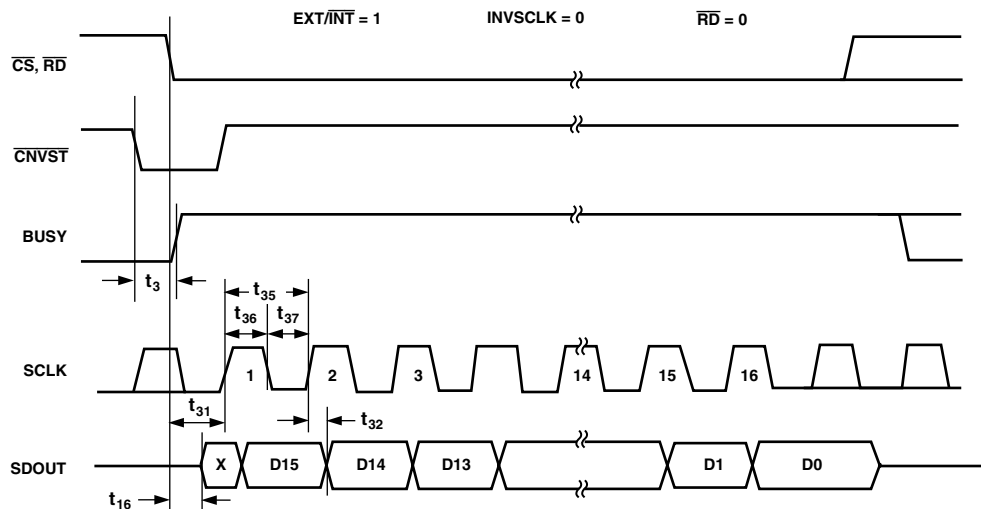 EXT/INT = 1 INVSCLK = 0 RD = 0
CS, RD
CNVST
BUSY
t3
t35
t36 t37
SCLK 1 2 3 14 15 16
t31
t32
SDOUT X D15 D14 D13 D1 D0
t16